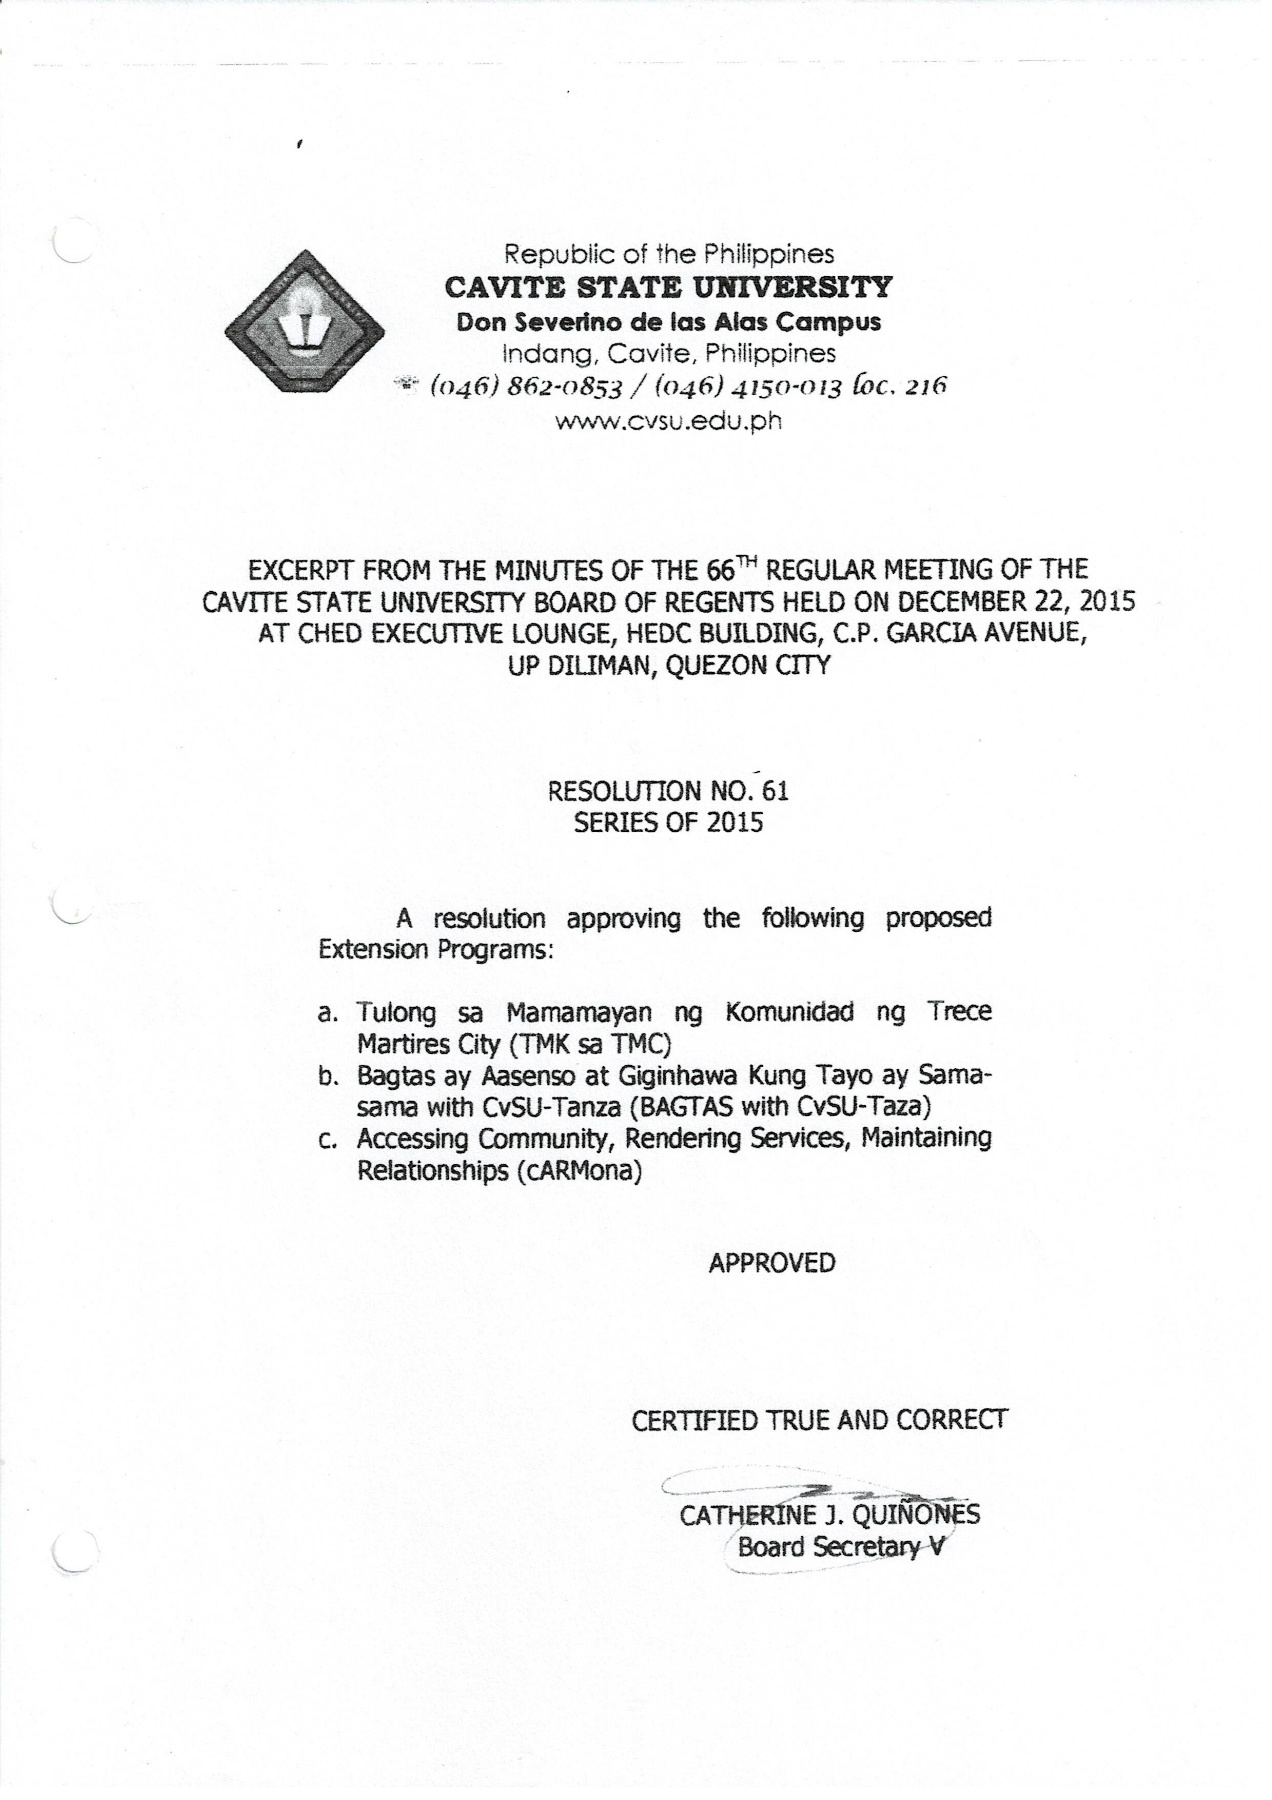 Republic of the Philippines
CAVITE STATE UNIVERSITY
Don Severino de las Alas Campus
Indang, Cavite, Philippines
(046) 862-0853 / (046) 4150-013 loc. 216
www.cvsu.edu.ph
EXCERPT FROM THE MINUTES OF THE 66TH REGULAR MEETING OF THE
CAVITE STATE UNIVERSITY BOARD OF REGENTS HELD ON DECEMBER 22, 2015
AT CHED EXECUTIVE LOUNGE, HEDC BUILDING, C.P. GARCIA AVENUE,
UP DILIMAN, QUEZON CITY
RESOLUTION NO. 61
SERIES OF 2015
A resolution approving the following proposed
Extension Programs:
a. Tulong sa Mamamayan ng Komunidad ng Trece
Martires City (TMK sa TMC)
b. Bagtas ay Aasenso at Giginhawa Kung Tayo ay Sama-
sama with CvSU-Tanza (BAGTAS with CvSU-Taza)
c. Accessing Community, Rendering Services, Maintaining
Relationships (cARMona)
APPROVED
CERTIFIED TRUE AND CORRECT
CATHERINE J. QUIÑONES
Board Secretary V